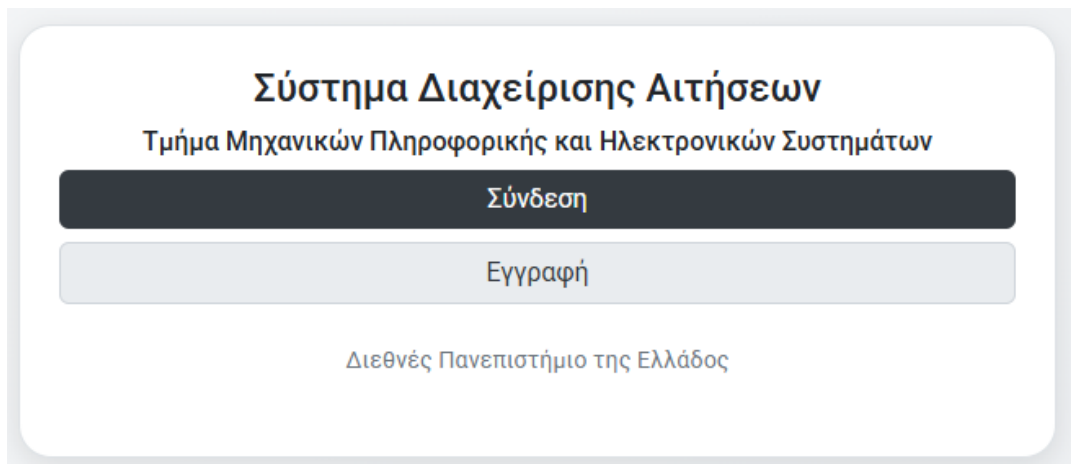 Σύστημα Διαχείρισης Αιτήσεων
Τμήμα Μηχανικών Πληροφορικής και Ηλεκτρονικών Συστημάτων
Σύνδεση
Εγγραφή
Διεθνές Πανεπιστήμιο της Ελλάδος